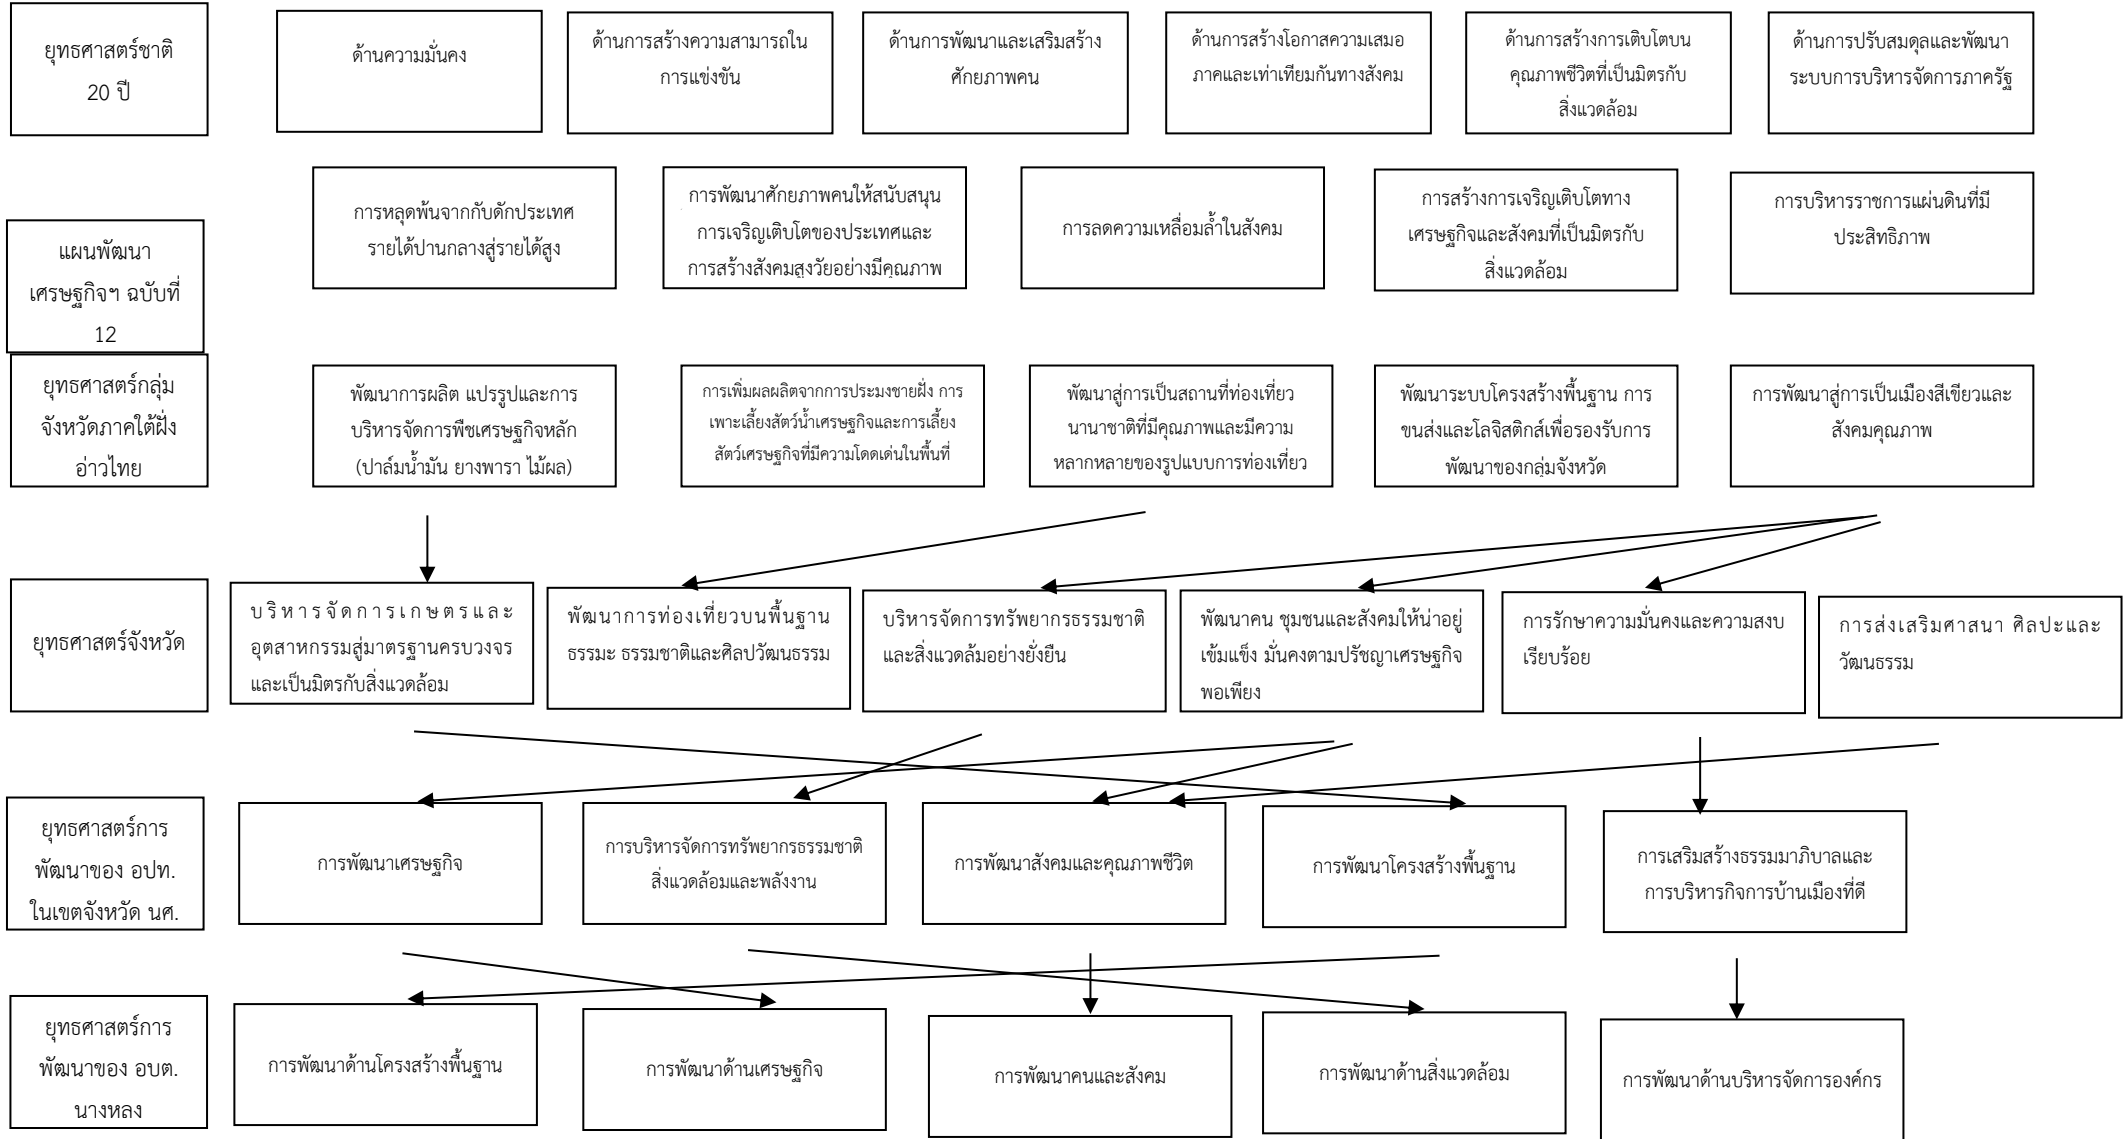 ยุทธศาสตร์ชาติ
20 ปี
ด้านความมั่นคง
ด้านการสร้างความสามารถใน
การแข่งขัน
ด้านการพัฒนาและเสริมสร้าง
ศักยภาพคน
ด้านการสร้างโอกาสความเสมอ
ภาคและเท่าเทียมกันทางสังคม
ด้านการสร้างการเติบโตบน
คุณภาพชีวิตที่เป็นมิตรกับ
สิ่งแวดล้อม
ด้านการปรับสมดุลและพัฒนา
ระบบการบริหารจัดการภาครัฐ
แผนพัฒนา
เศรษฐกิจฯ ฉบับที่
12
การหลุดพ้นจากกับดักประเทศ
รายได้ปานกลางสู่รายได้สูง
การพัฒนาศักยภาพคนให้สนับสนุน
การเจริญเติบโตของประเทศและ
การสร้างสังคมสูงวัยอย่างมีคุณภาพ
การลดความเหลื่อมล้ำในสังคม
การสร้างการเจริญเติบโตทาง
เศรษฐกิจและสังคมที่เป็นมิตรกับ
สิ่งแวดล้อม
การบริหารราชการแผ่นดินที่มี
ประสิทธิภาพ
ยุทธศาสตร์กลุ่ม
จังหวัดภาคใต้ฝั่ง
อ่าวไทย
พัฒนาการผลิต แปรรูปและการ
บริหารจัดการพืชเศรษฐกิจหลัก
(ปาล์มน้ำมัน ยางพารา ไม้ผล)
การเพิ่มผลผลิตจากการประมงชายฝั่ง การ
เพาะเลี้ยงสัตว์น้ำเศรษฐกิจและการเลี้ยง
สัตว์เศรษฐกิจที่มีความโดดเด่นในพื้นที่
พัฒนาสู่การเป็นสถานที่ท่องเที่ยว
นานาชาติที่มีคุณภาพและมีความ
หลากหลายของรูปแบบการท่องเที่ยว
พัฒนาระบบโครงสร้างพื้นฐาน การ
ขนส่งและโลจิสติกส์เพื่อรองรับการ
พัฒนาของกลุ่มจังหวัด
การพัฒนาสู่การเป็นเมืองสีเขียวและ
สังคมคุณภาพ
ยุทธศาสตร์จังหวัด
บริหารจัดการเกษตรและ
อุตสาหกรรมสู่มาตรฐานครบวงจร
และเป็นมิตรกับสิ่งแวดล้อม
พัฒนาการท่องเที่ยวบนพื้นฐาน
ธรรมะ ธรรมชาติและศิลปวัฒนธรรม
บริหารจัดการทรัพยากรธรรมชาติ
และสิ่งแวดล้มอย่างยั่งยืน
พัฒนาคน ชุมชนและสังคมให้น่าอยู่
เข้มแข็ง มั่นคงตามปรัชญาเศรษฐกิจ
พอเพียง
การรักษาความมั่นคงและความสงบ
เรียบร้อย
การส่งเสริมศาสนา ศิลปะและ
วัฒนธรรม
ยุทธศาสตร์การ
พัฒนาของ อปท.
ในเขตจังหวัด นศ.
การพัฒนาเศรษฐกิจ
การบริหารจัดการทรัพยากรธรรมชาติ
สิ่งแวดล้อมและพลังงาน
การพัฒนาสังคมและคุณภาพชีวิต
การพัฒนาโครงสร้างพื้นฐาน
การเสริมสร้างธรรมมาภิบาลและ
การบริหารกิจการบ้านเมืองที่ดี
ยุทธศาสตร์การ
พัฒนาของ อบต.
นางหลง
การพัฒนาด้านโครงสร้างพื้นฐาน
การพัฒนาด้านเศรษฐกิจ
การพัฒนาคนและสังคม
การพัฒนาด้านสิ่งแวดล้อม
การพัฒนาด้านบริหารจัดการองค์กร